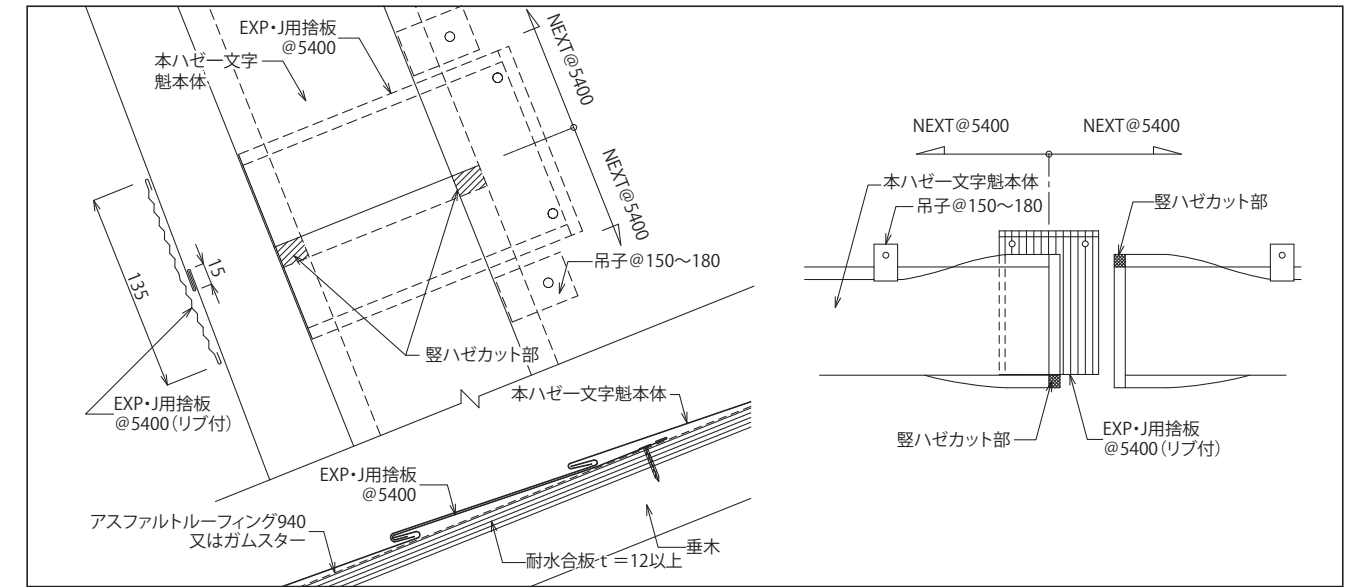 EXP・J用捨板
@5400
本ハゼ一文字
魁本体
NEXT@5400
NEXT@5400
吊子@150～180
15
135
竪ハゼカット部
EXP・J用捨板
@5400(リブ付)
本ハゼ一文字魁本体
EXP・J用捨板
@5400
アスファルトルーフィング940
又はガムスター
垂木
耐水合板t=12以上
NEXT@5400
NEXT@5400
本ハゼ一文字魁本体
吊子@150～180
竪ハゼカット部
竪ハゼカット部
EXP・J用捨板
@5400(リブ付)